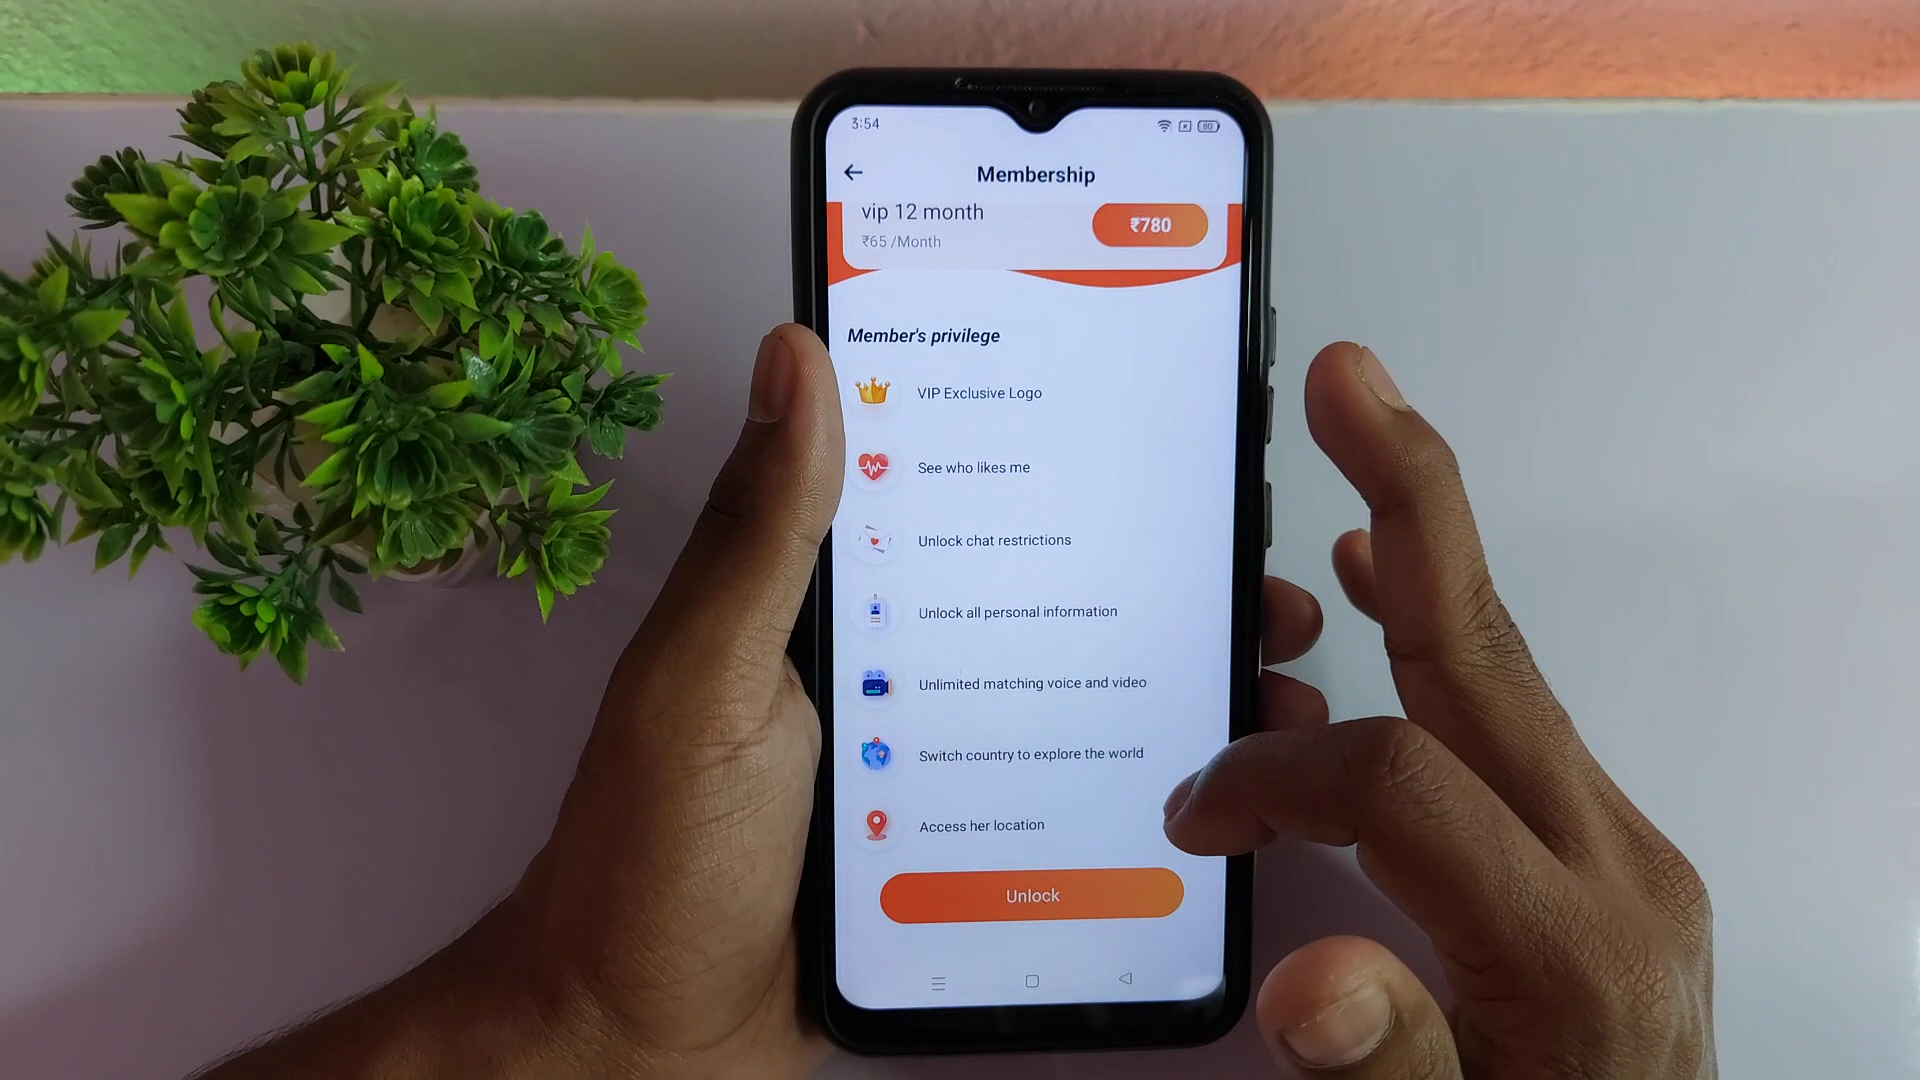 3:54
80
Membership
vip 12 month
₹780
₹65 /Month
Member's privilege
VIP Exclusive Logo
See who likes me
Unlock chat restrictions
Unlock all personal information
Unlimited matching voice and video
Switch country to explore the world
Access her location
Unlock